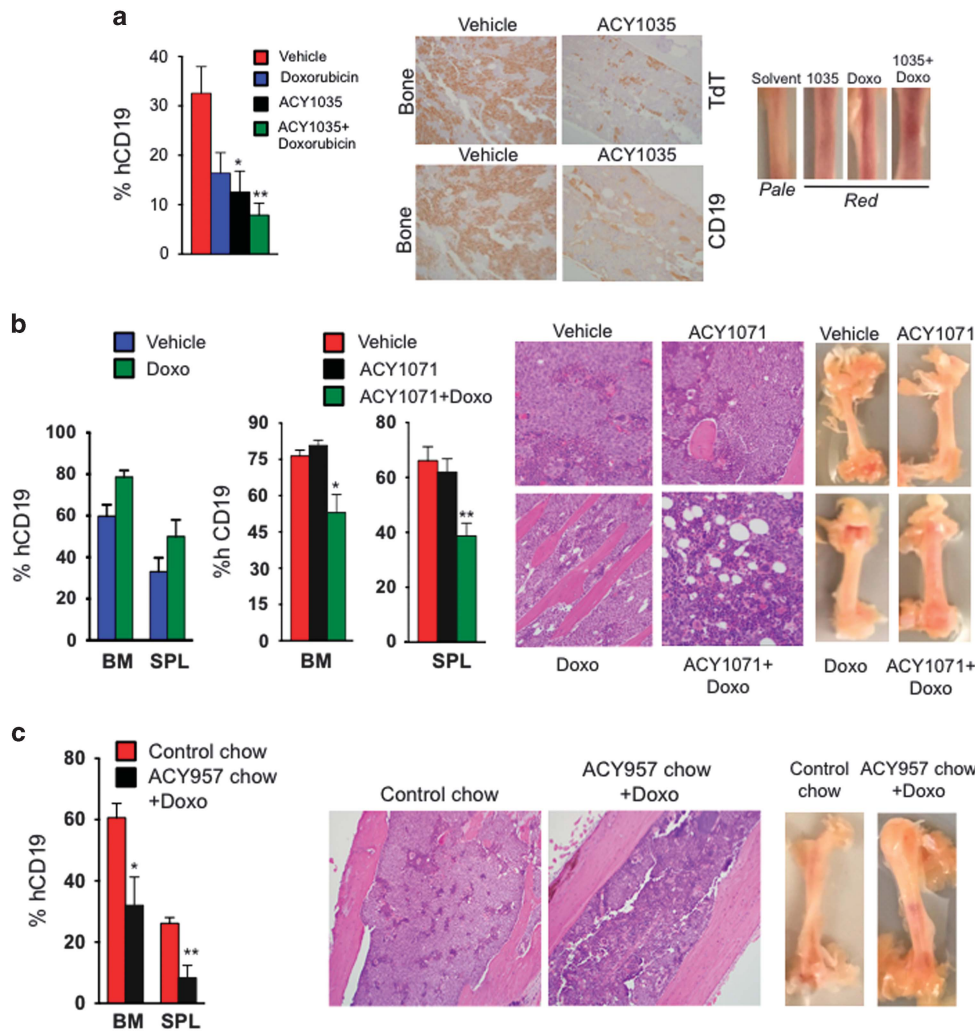 a
% hCD19
40
30
20
10
0
Vehicle
Doxorubicin
ACY1035
ACY1035+
Doxorubicin
*
**
Vehicle
ACY1035
Bone
TdT
Vehicle
ACY1035
Bone
CD19
Solvent
1035
Doxo
1035+
Doxo
Pale
Red
b
Vehicle
Doxo
% hCD19
100
80
60
40
20
0
BM
SPL
Vehicle
ACY1071
ACY1071+Doxo
%h CD19
90
75
60
45
30
15
0
*
BM
80
60
40
20
0
**
SPL
Vehicle
ACY1071
Doxo
ACY1071+
Doxo
Vehicle
ACY1071
Doxo
ACY1071+
Doxo
c
Control chow
ACY957 chow
+Doxo
% hCD19
80
60
40
20
0
*
**
BM
SPL
Control chow
ACY957 chow
+Doxo
Control
chow
ACY957 chow
+Doxo